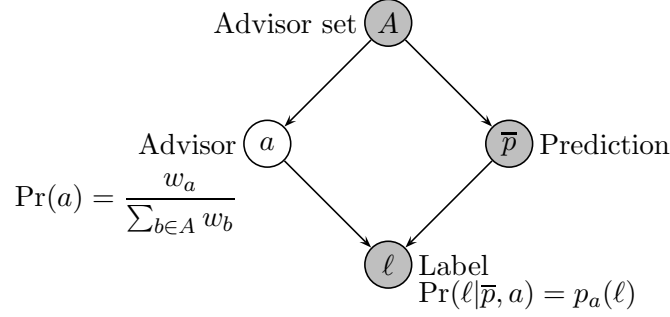 Advisor set A
Advisor a
p̅ Prediction
Pr(a) = w_a / ∑_{b∈A} w_b
ℓ Label
Pr(ℓ|p̅, a) = p_a(ℓ)